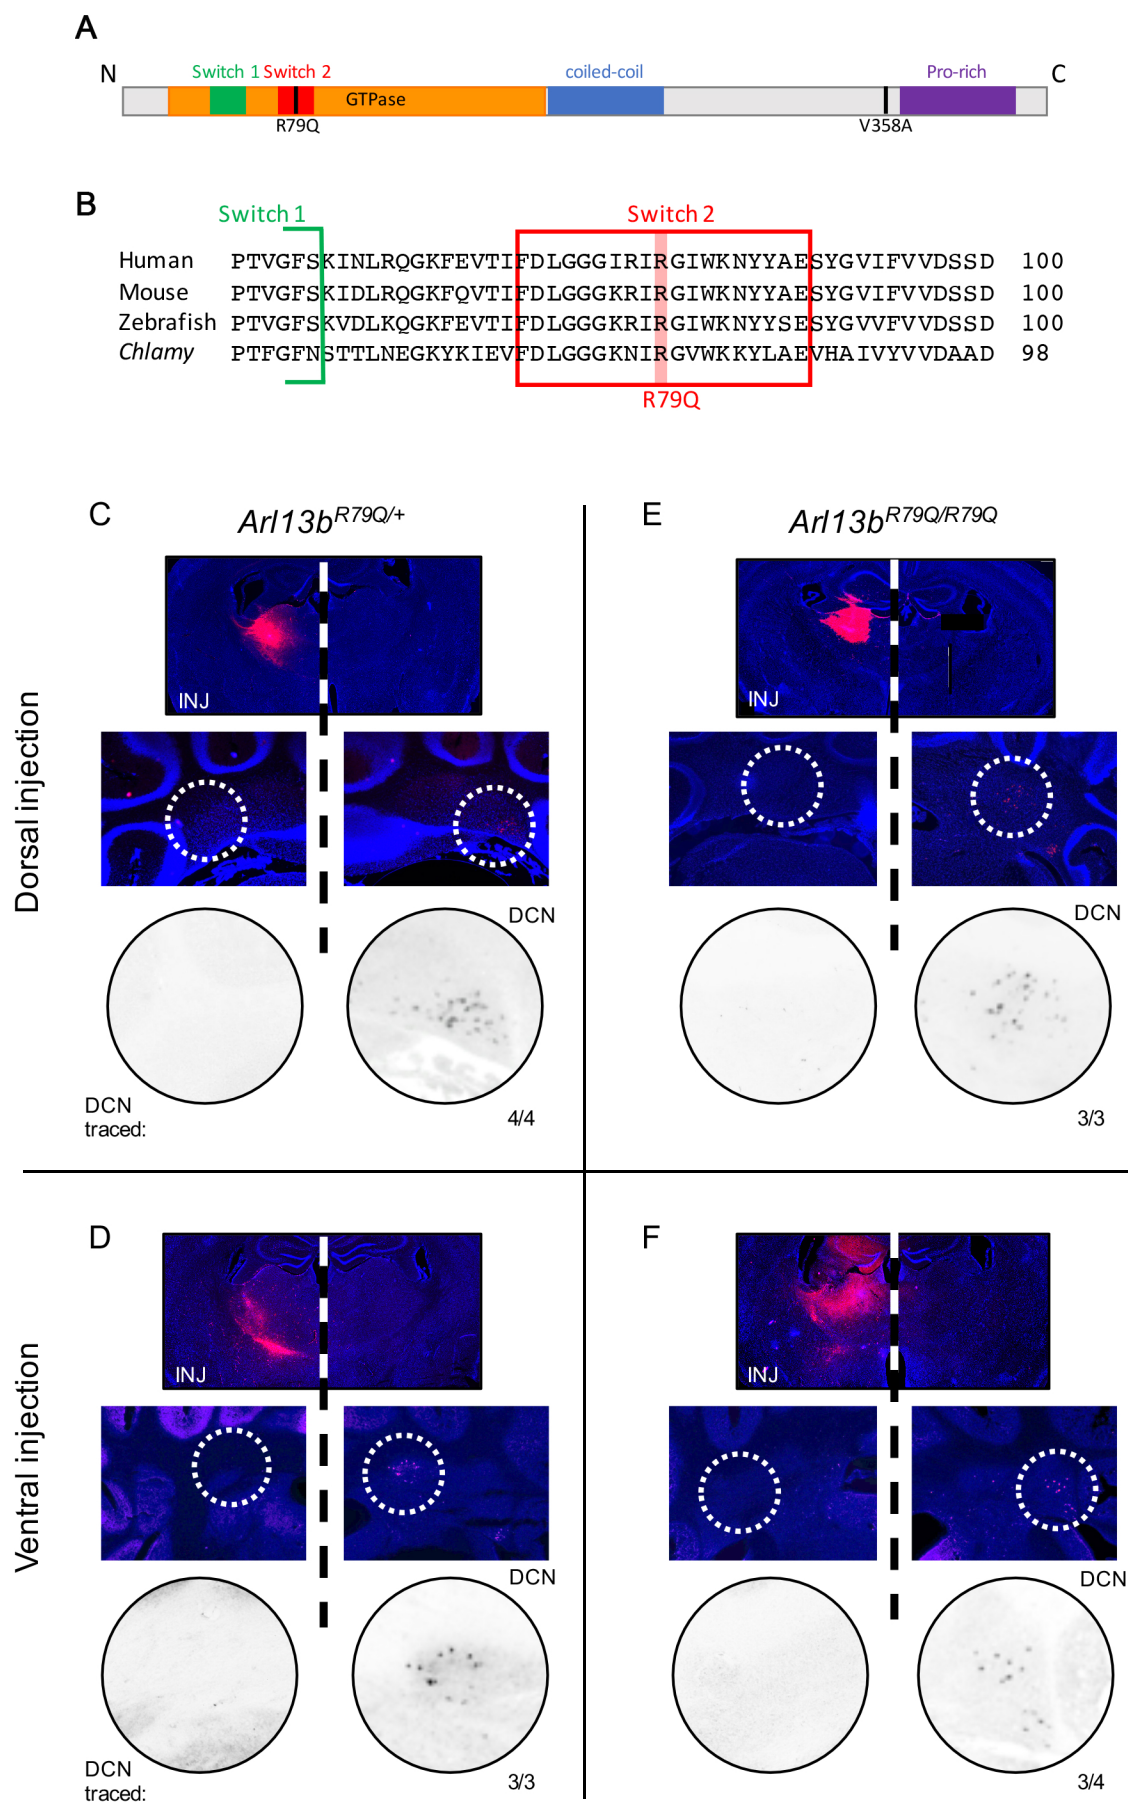 A
N
Switch 1 Switch 2
coiled-coil
Pro-rich
C
GTPase
R79Q
V358A
B
Switch 1
Switch 2
Human PTVGFSKINLRQGKFEVTIFDLGGGIRIRGIWKNYYAESYGVIFVVDSSD 100
Mouse PTVGFSKIDLRQGKFQVTIFDLGGGKRIRGIWKNYYAESYGVIFVVDSSD 100
Zebrafish PTVGFSKVDLKQGKFEVTIFDLGGGKRIRGIWKNYYSESYGVVFVVDSSD 100
Chlamy PTFGFNSTTLNEGKYKIEVFDLGGGKNIRGVWKKYLAEVHAIVYVVDAAD 98
R79Q
C
Arl13bR79Q/+
E
Arl13bR79Q/R79Q
Dorsal injection
INJ
INJ
DCN
DCN
DCN
traced:
4/4
3/3
D
F
Ventral injection
INJ
INJ
DCN
DCN
DCN
traced:
3/3
3/4